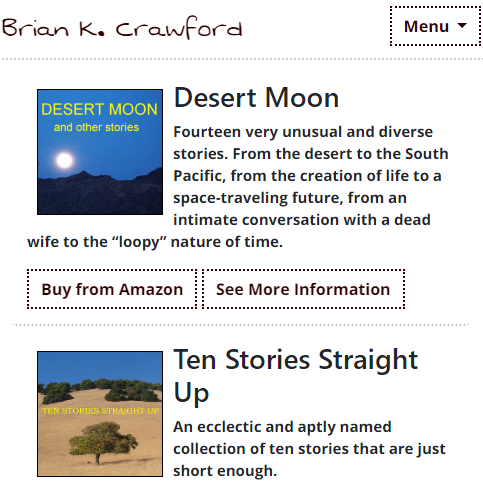 Brian K. Crawford
Menu
DESERT MOON
and other stories
Desert Moon
Fourteen very unusual and diverse
stories. From the desert to the South
Pacific, from the creation of life to a
space-traveling future, from an
intimate conversation with a dead
wife to the “loopy” nature of time.
Buy from Amazon
See More Information
TEN STORIES STRAIGHT UP
Ten Stories Straight
Up
An ecclectic and aptly named
collection of ten stories that are just
short enough.